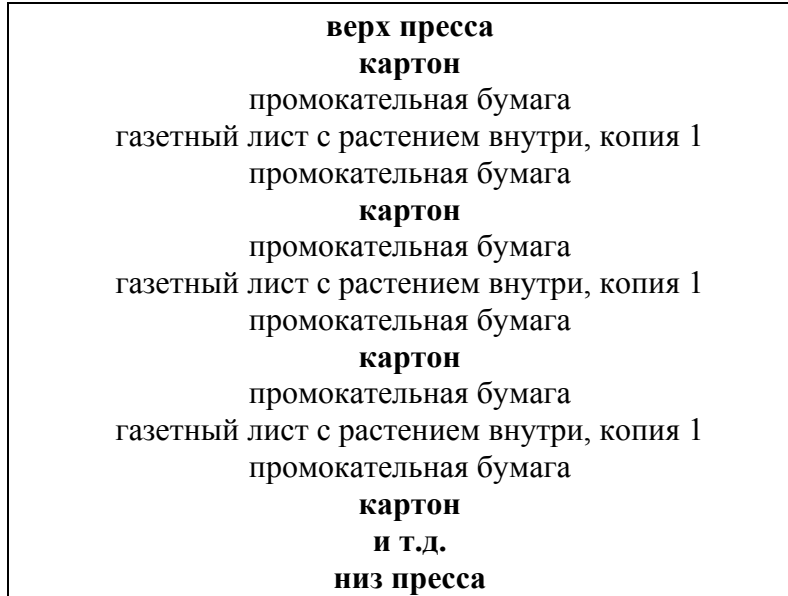 верх пресса
картон
промокательная бумага
газетный лист с растением внутри, копия 1
промокательная бумага
картон
промокательная бумага
газетный лист с растением внутри, копия 1
промокательная бумага
картон
промокательная бумага
газетный лист с растением внутри, копия 1
промокательная бумага
картон
и т.д.
низ пресса